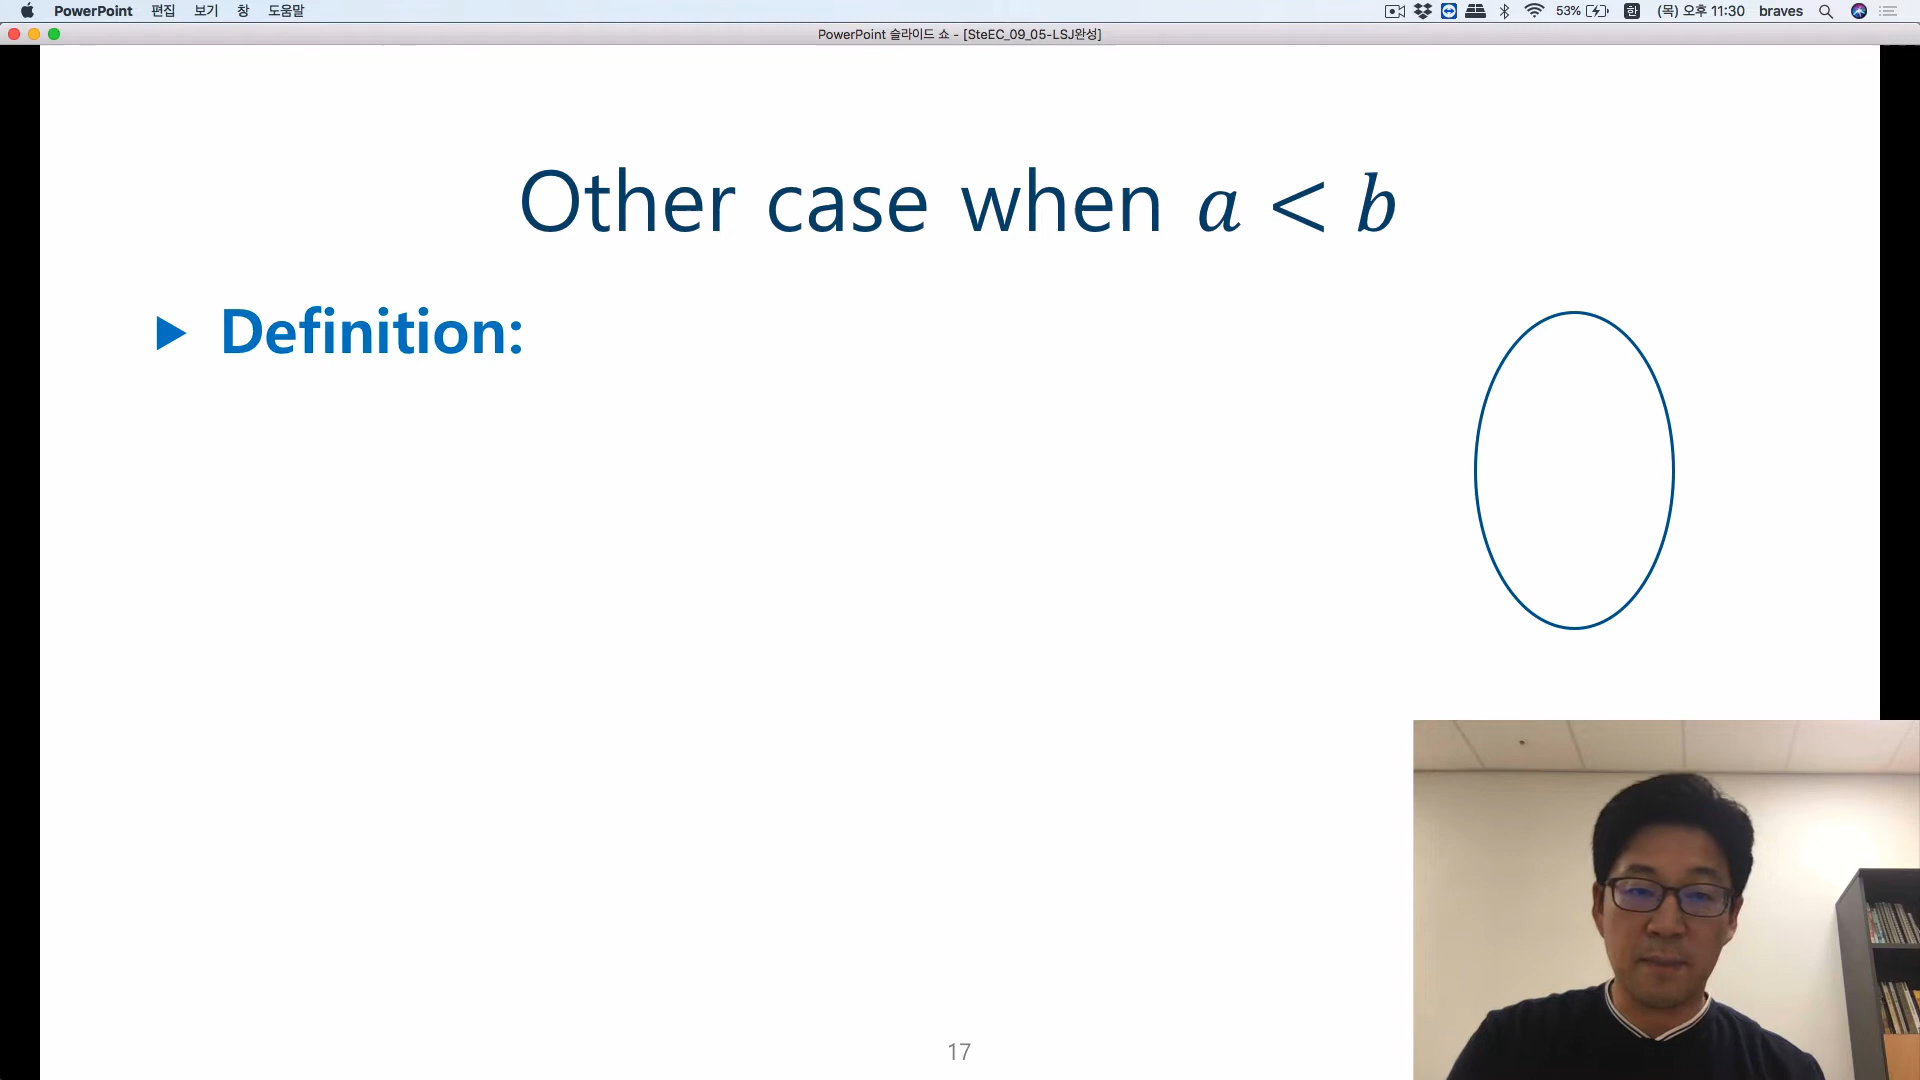 PowerPoint 편집 보기 창 도움말 53% 한 (목) 오후 11:30 braves
PowerPoint 슬라이드 쇼 - [SteEC_09_05-LSJ완성]
Other case when a < b
▶ Definition:
17